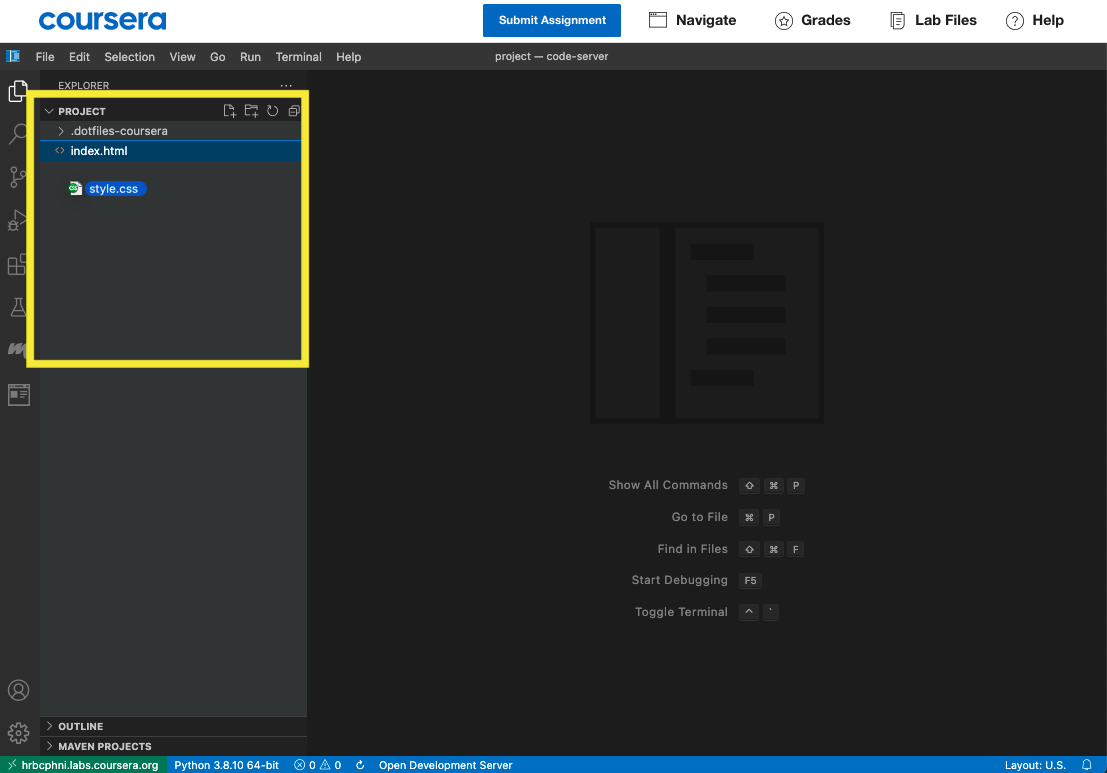 coursera
Submit Assignment Navigate Grades Lab Files ? Help
File Edit Selection View Go Run Terminal Help project — code-server
EXPLORER ...
PROJECT
.dotfiles-coursera
<> index.html
CSS style.css
Show All Commands ⇧ ⌘ P
Go to File ⌘ P
Find in Files ⇧ ⌘ F
Start Debugging F5
Toggle Terminal ^ `
OUTLINE
MAVEN PROJECTS
hrbcphni.labs.coursera.org Python 3.8.10 64-bit 0 0 Open Development Server Layout: U.S.